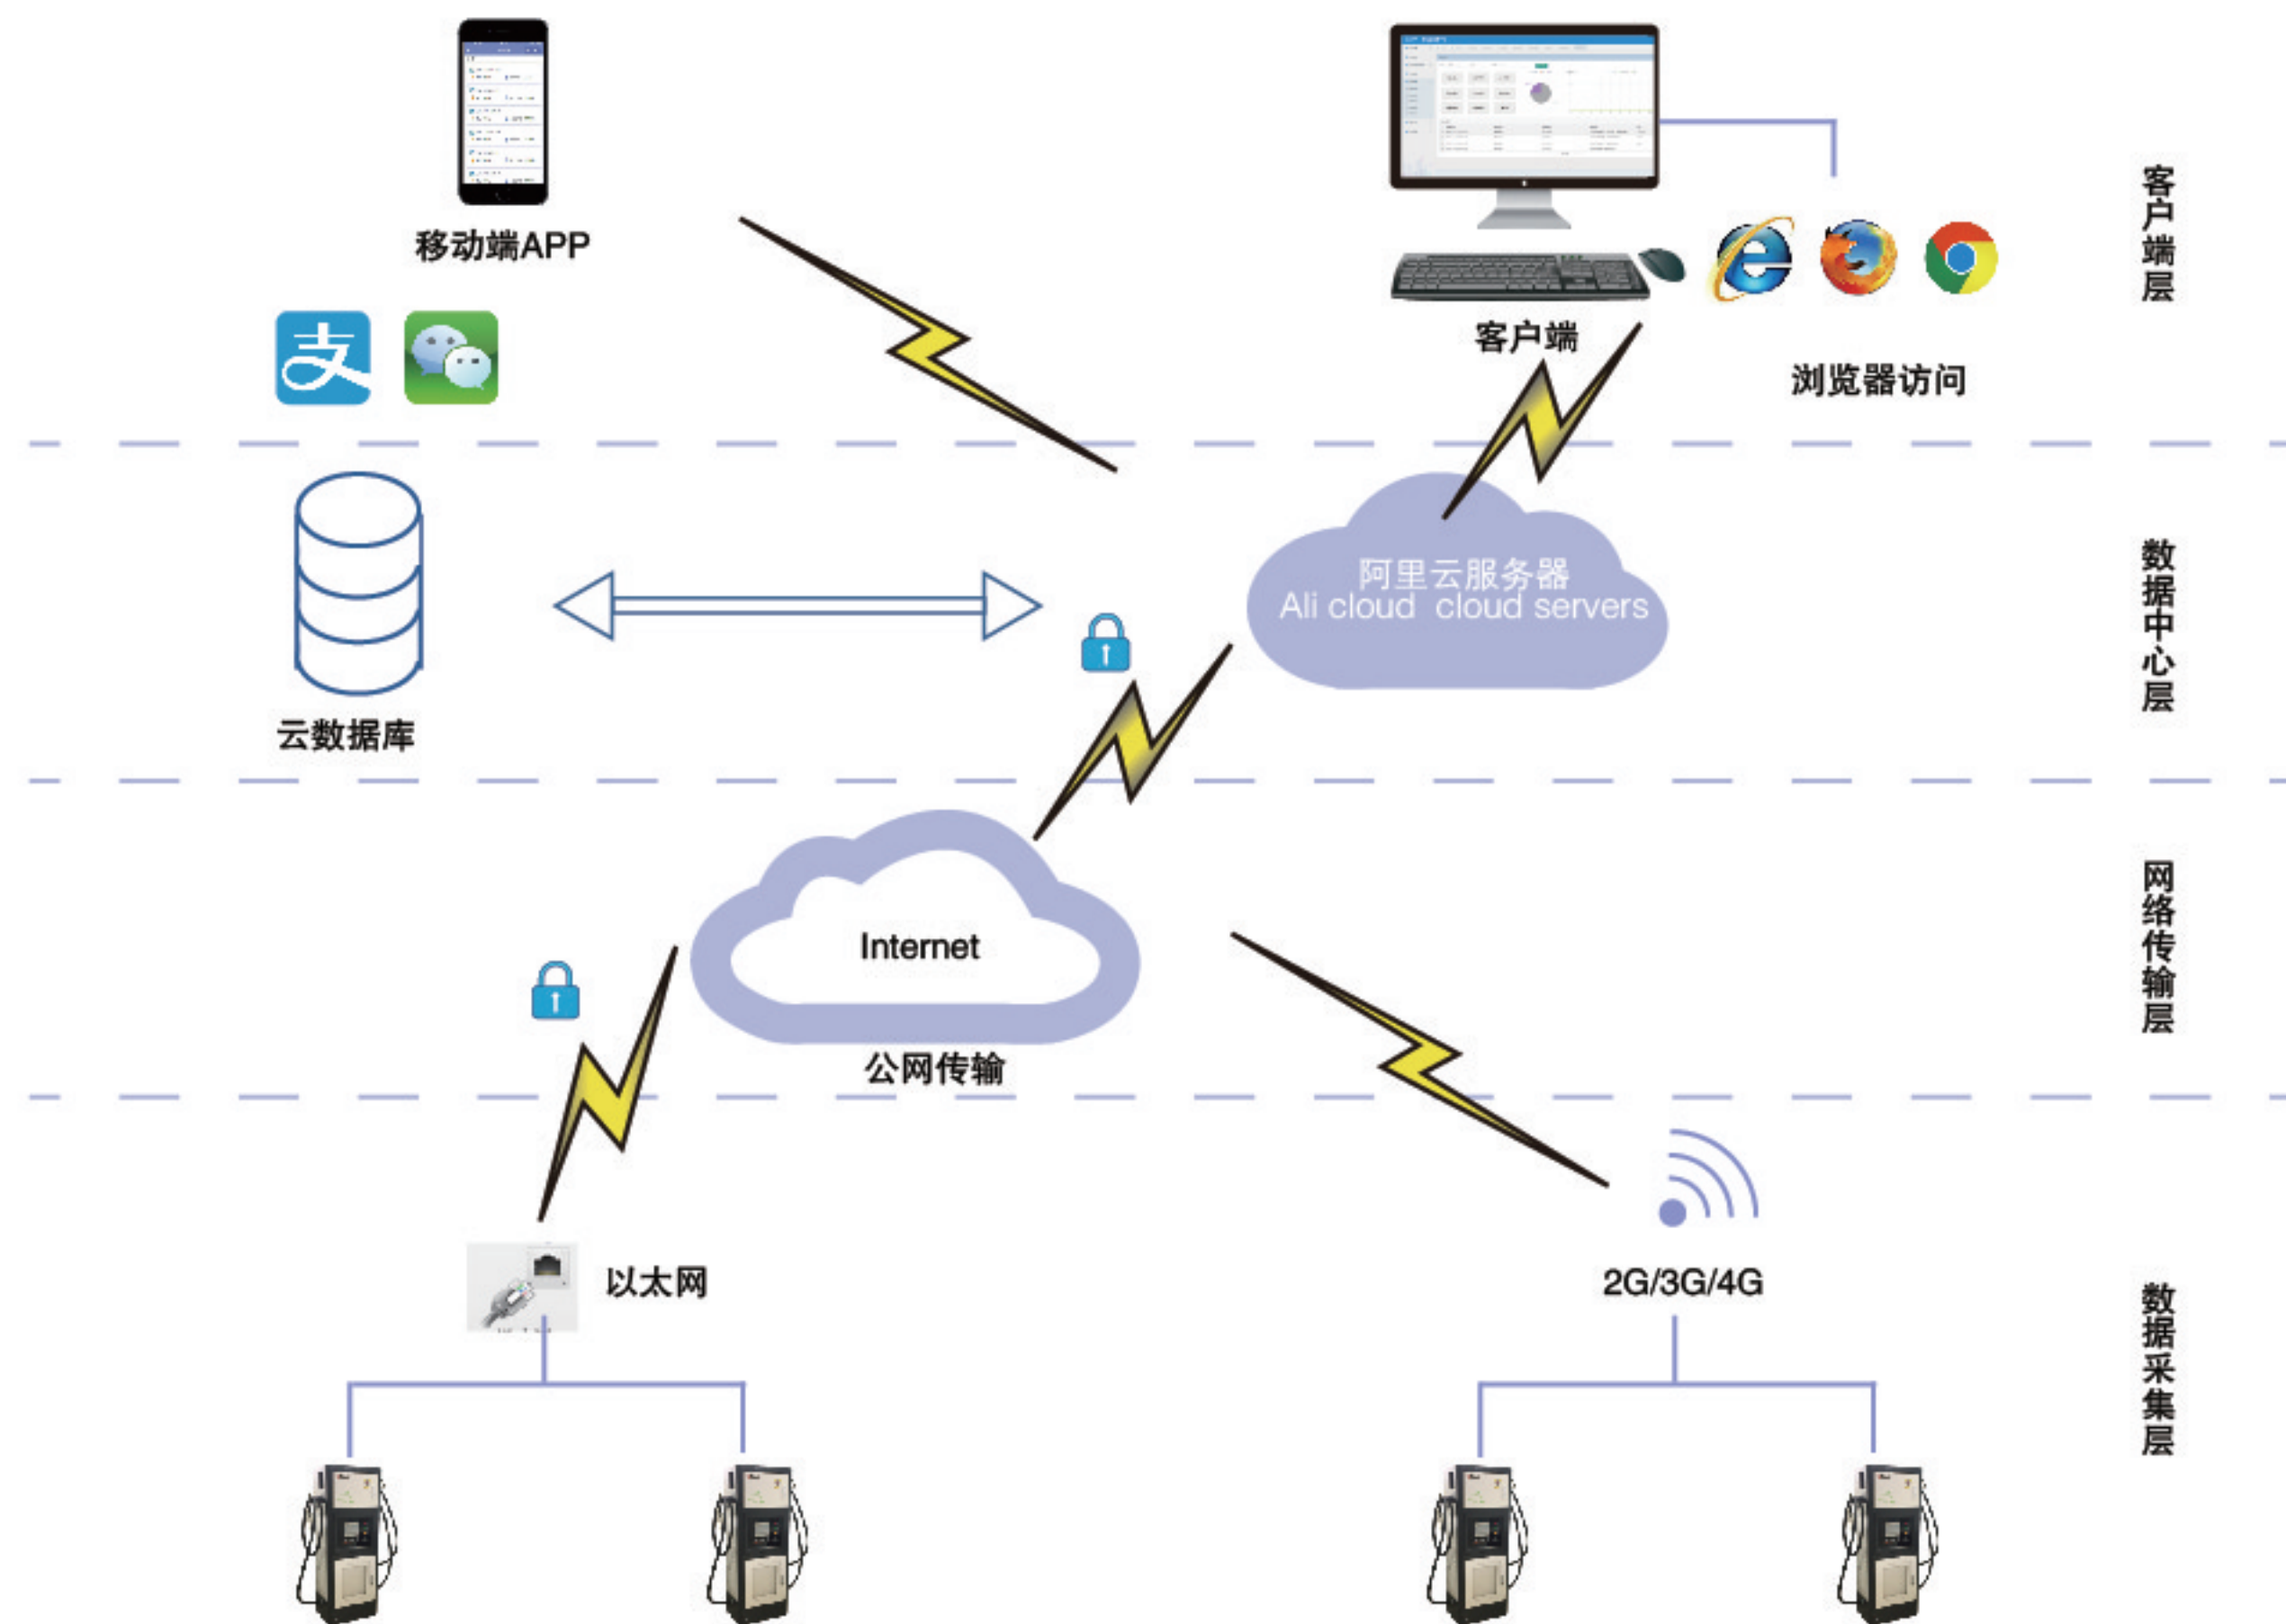 移动端APP
支
客户端
浏览器访问
客户端层
阿里云服务器
Ali cloud cloud servers
云数据库
数据中心层
Internet
公网传输
网络传输层
以太网
2G/3G/4G
数据采集层